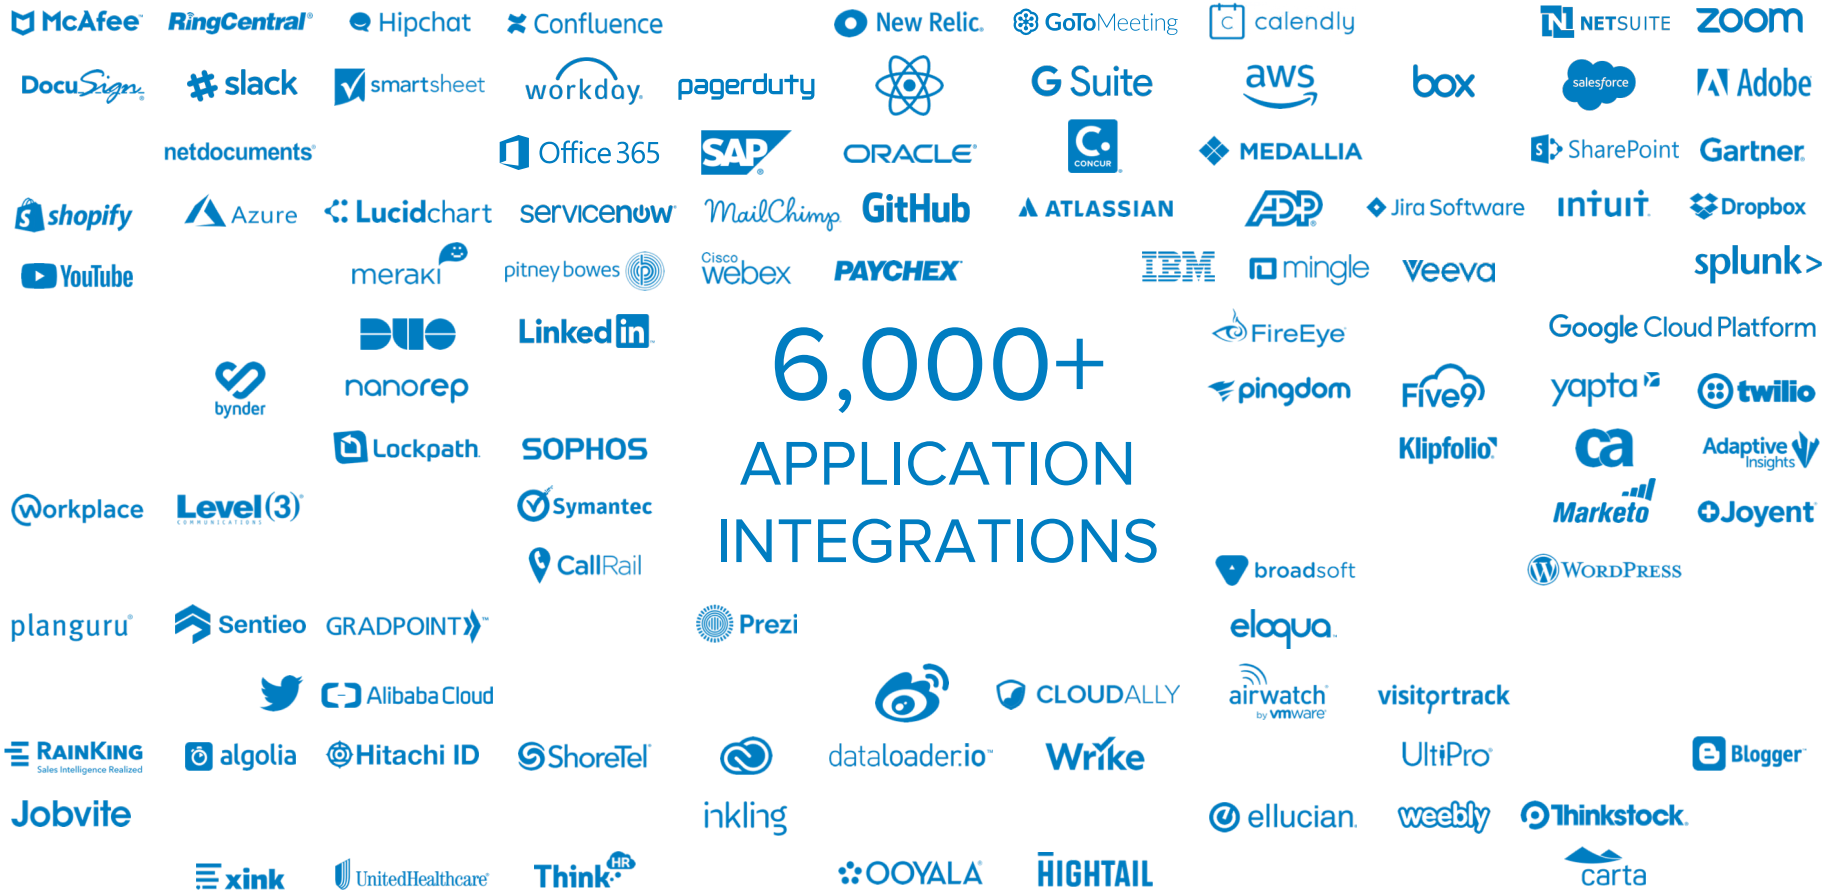 McAfee RingCentral® Hipchat Confluence New Relic. GoToMeeting C calendly N NETSUITE zoom
DocuSign slack smartsheet workday. pagerduty G Suite aws box salesforce Adobe
netdocuments® Office 365 SAP ORACLE® C. CONCUR MEDALLIA S SharePoint Gartner
S shopify Azure Lucidchart servicenow MailChimp GitHub ATLASSIAN ADP Jira Software intuit Dropbox
YouTube meraki pitney bowes Cisco webex PAYCHEX IBM mingle Veeva splunk>
DUO LinkedIn FireEye Google Cloud Platform
6,000+
bynder nanorep pingdom Five9 yapta twilio
APPLICATION
Lockpath SOPHOS Klipfolio ca Adaptive Insights
INTEGRATIONS
workplace Level(3) COMMUNICATIONS Symantec Marketo Joyent
CallRail broadsoft W WORDPRESS
planguru® Sentieo GRADPOINT™ Prezi eloqua
Alibaba Cloud CLOUDALLY airwatch® by vmware® visitortrack
RAINKING Sales Intelligence Realized algolia Hitachi ID ShoreTel dataloader.io™ Wrike UltiPro® B Blogger
Jobvite inkling e ellucian. weebly Thinkstock
xink UnitedHealthcare® Think HR OOYALA HIGHTAIL carta